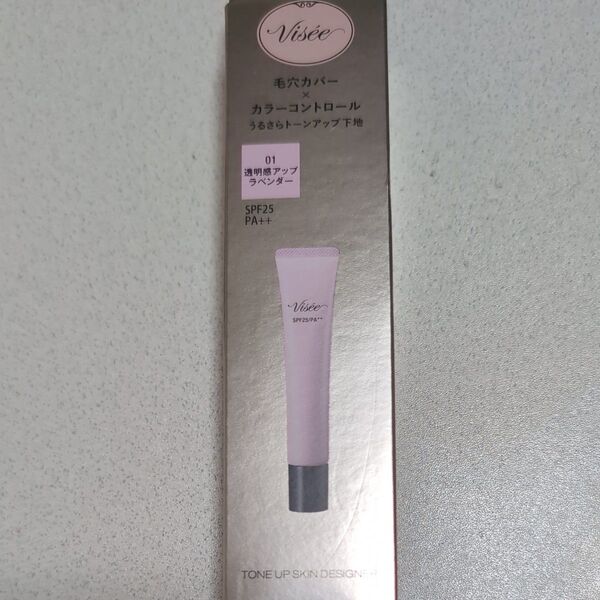 Visée
毛穴カバー
×
カラーコントロール
うるさらトーンアップ下地
01
透明感アップ
ラベンダー
SPF25
PA++
Visée
SPF25/PA++
TONE UP SKIN DESIGNER